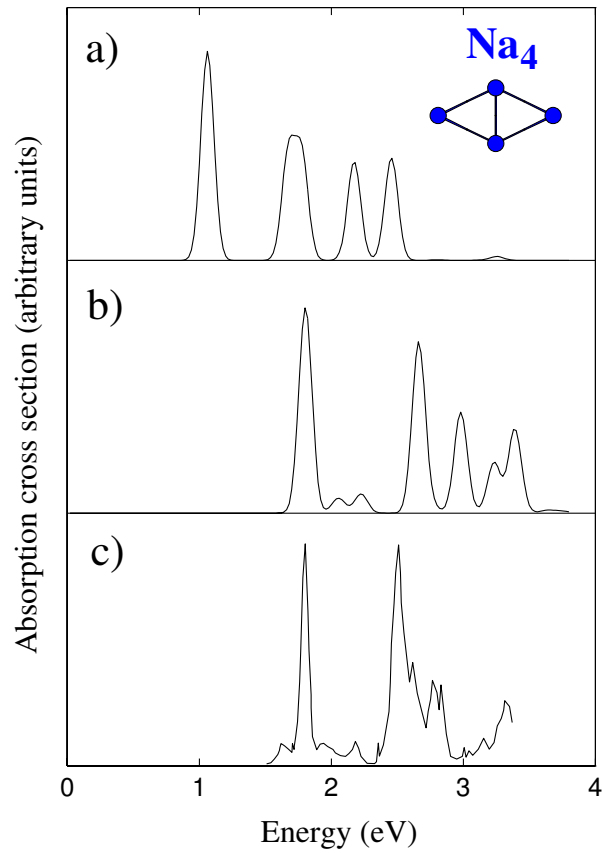 a)
Na₄
b)
c)
Absorption cross section (arbitrary units)
0 1 2 3 4
Energy (eV)